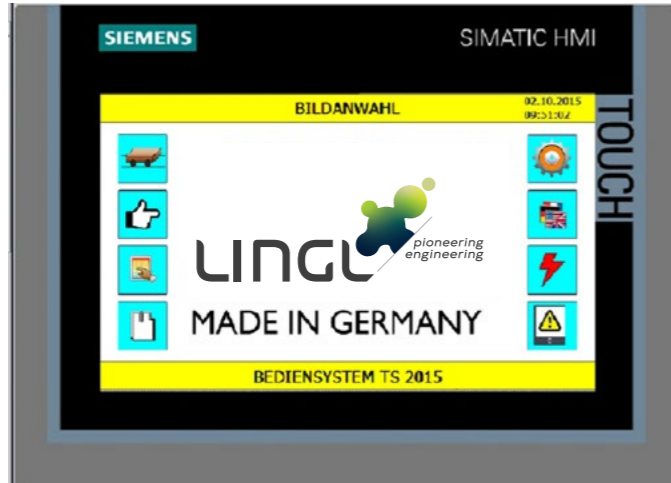 SIEMENS
SIMATIC HMI
TOUCH
BILDANWAHL
02.10.2015
09:51:02
LINGL
pioneering
engineering
MADE IN GERMANY
BEDIENSYSTEM TS 2015